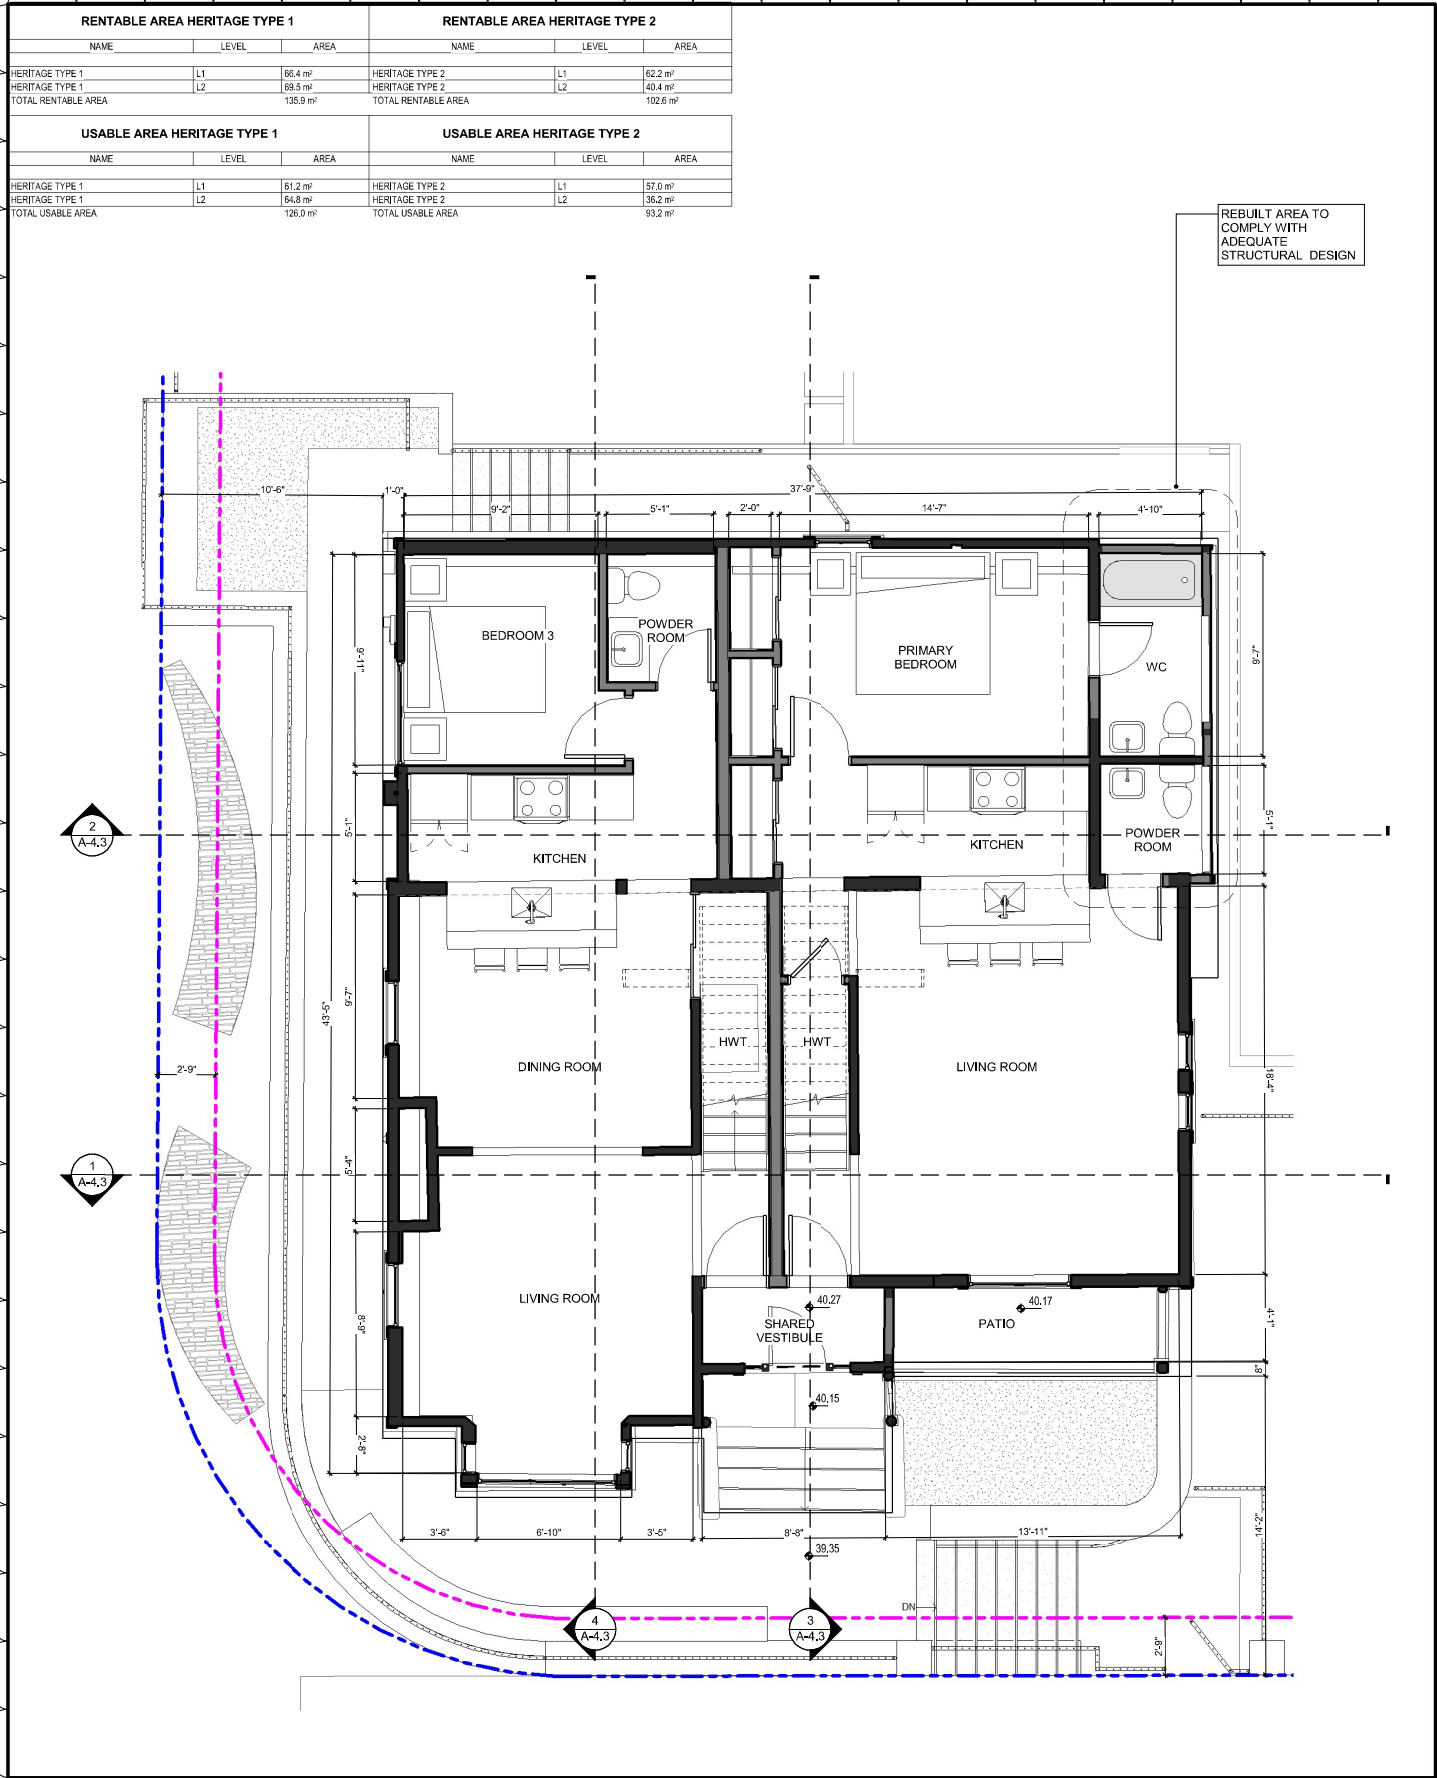 RENTABLE AREA HERITAGE TYPE 1
NAME LEVEL AREA
HERITAGE TYPE 1 L1 66.4 m²
HERITAGE TYPE 1 L2 69.5 m²
TOTAL RENTABLE AREA 135.9 m²
RENTABLE AREA HERITAGE TYPE 2
NAME LEVEL AREA
HERITAGE TYPE 2 L1 62.2 m²
HERITAGE TYPE 2 L2 40.4 m²
TOTAL RENTABLE AREA 102.6 m²
USABLE AREA HERITAGE TYPE 1
NAME LEVEL AREA
HERITAGE TYPE 1 L1 61.2 m²
HERITAGE TYPE 1 L2 64.8 m²
TOTAL USABLE AREA 126.0 m²
USABLE AREA HERITAGE TYPE 2
NAME LEVEL AREA
HERITAGE TYPE 2 L1 57.0 m²
HERITAGE TYPE 2 L2 36.2 m²
TOTAL USABLE AREA 93.2 m²
REBUILT AREA TO
COMPLY WITH
ADEQUATE
STRUCTURAL DESIGN
10'-6"
1'-0"
37'-9"
9'-2"
5'-1"
2'-0"
14'-7"
4'-10"
BEDROOM 3
POWDER
ROOM
PRIMARY
BEDROOM
WC
9'-11"
9'-7"
2
A-4.3
5'-1"
KITCHEN
KITCHEN
POWDER
ROOM
5'-1"
43'-5"
9'-7"
HWT
HWT
DINING ROOM
LIVING ROOM
2'-9"
18'-4"
1
A-4.3
5'-4"
LIVING ROOM
40.27
SHARED
VESTIBULE
40.17
PATIO
8'-9"
4'-1"
8"
40.15
2'-8"
3'-6"
6'-10"
3'-5"
8'-8"
13'-11"
14'-2"
39.35
DN
4
A-4.3
3
A-4.3
2'-9"